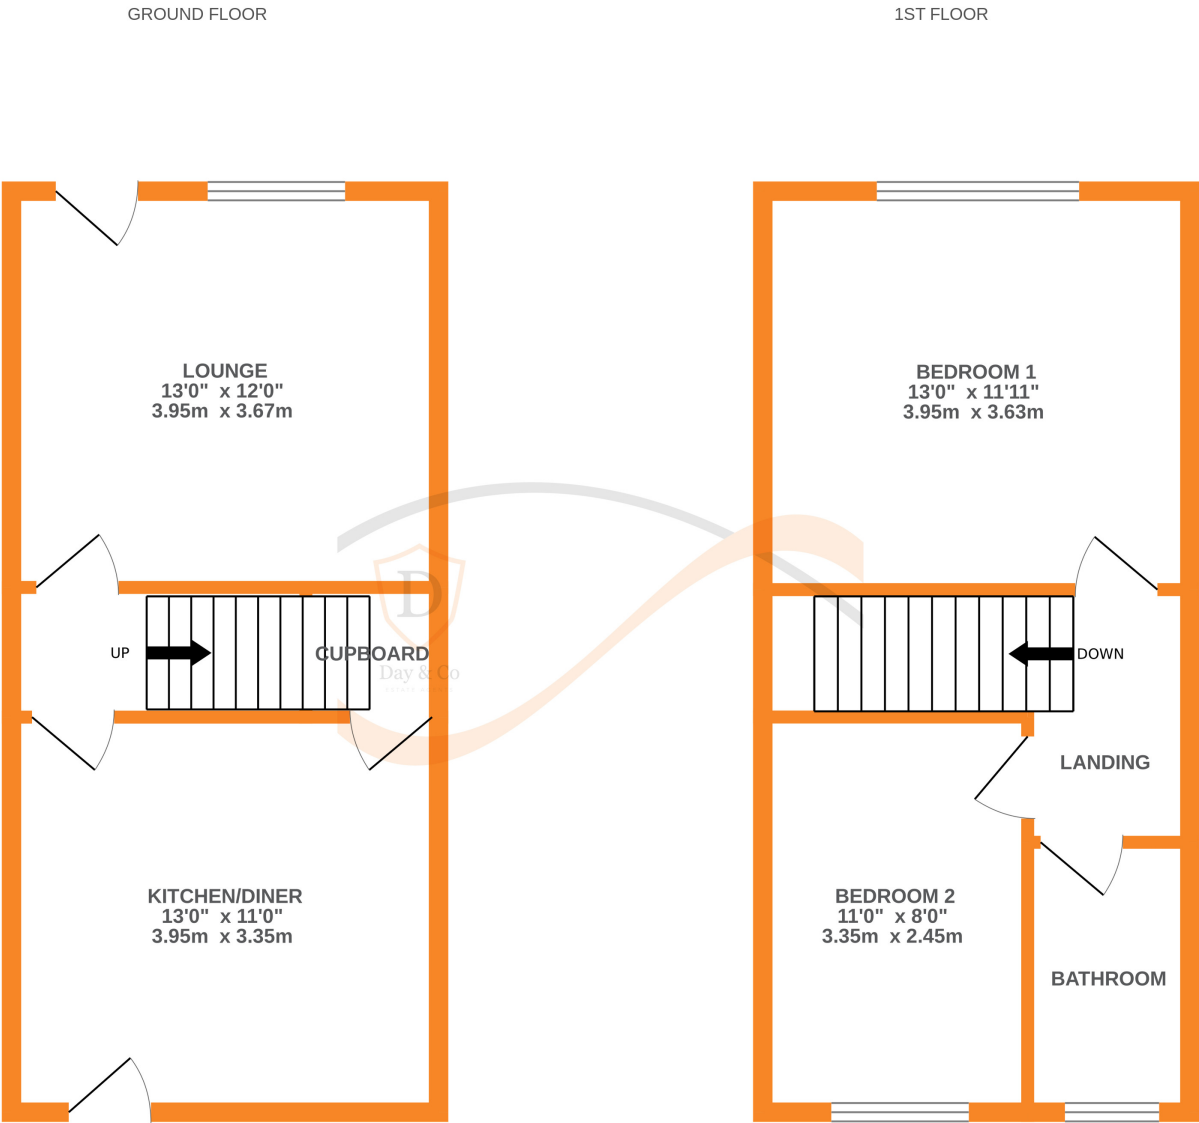 GROUND FLOOR
1ST FLOOR
LOUNGE
13'0" x 12'0"
3.95m x 3.67m
BEDROOM 1
13'0" x 11'11"
3.95m x 3.63m
UP
CUPBOARD
D
Day & Co
DOWN
LANDING
KITCHEN/DINER
13'0" x 11'0"
3.95m x 3.35m
BEDROOM 2
11'0" x 8'0"
3.35m x 2.45m
BATHROOM